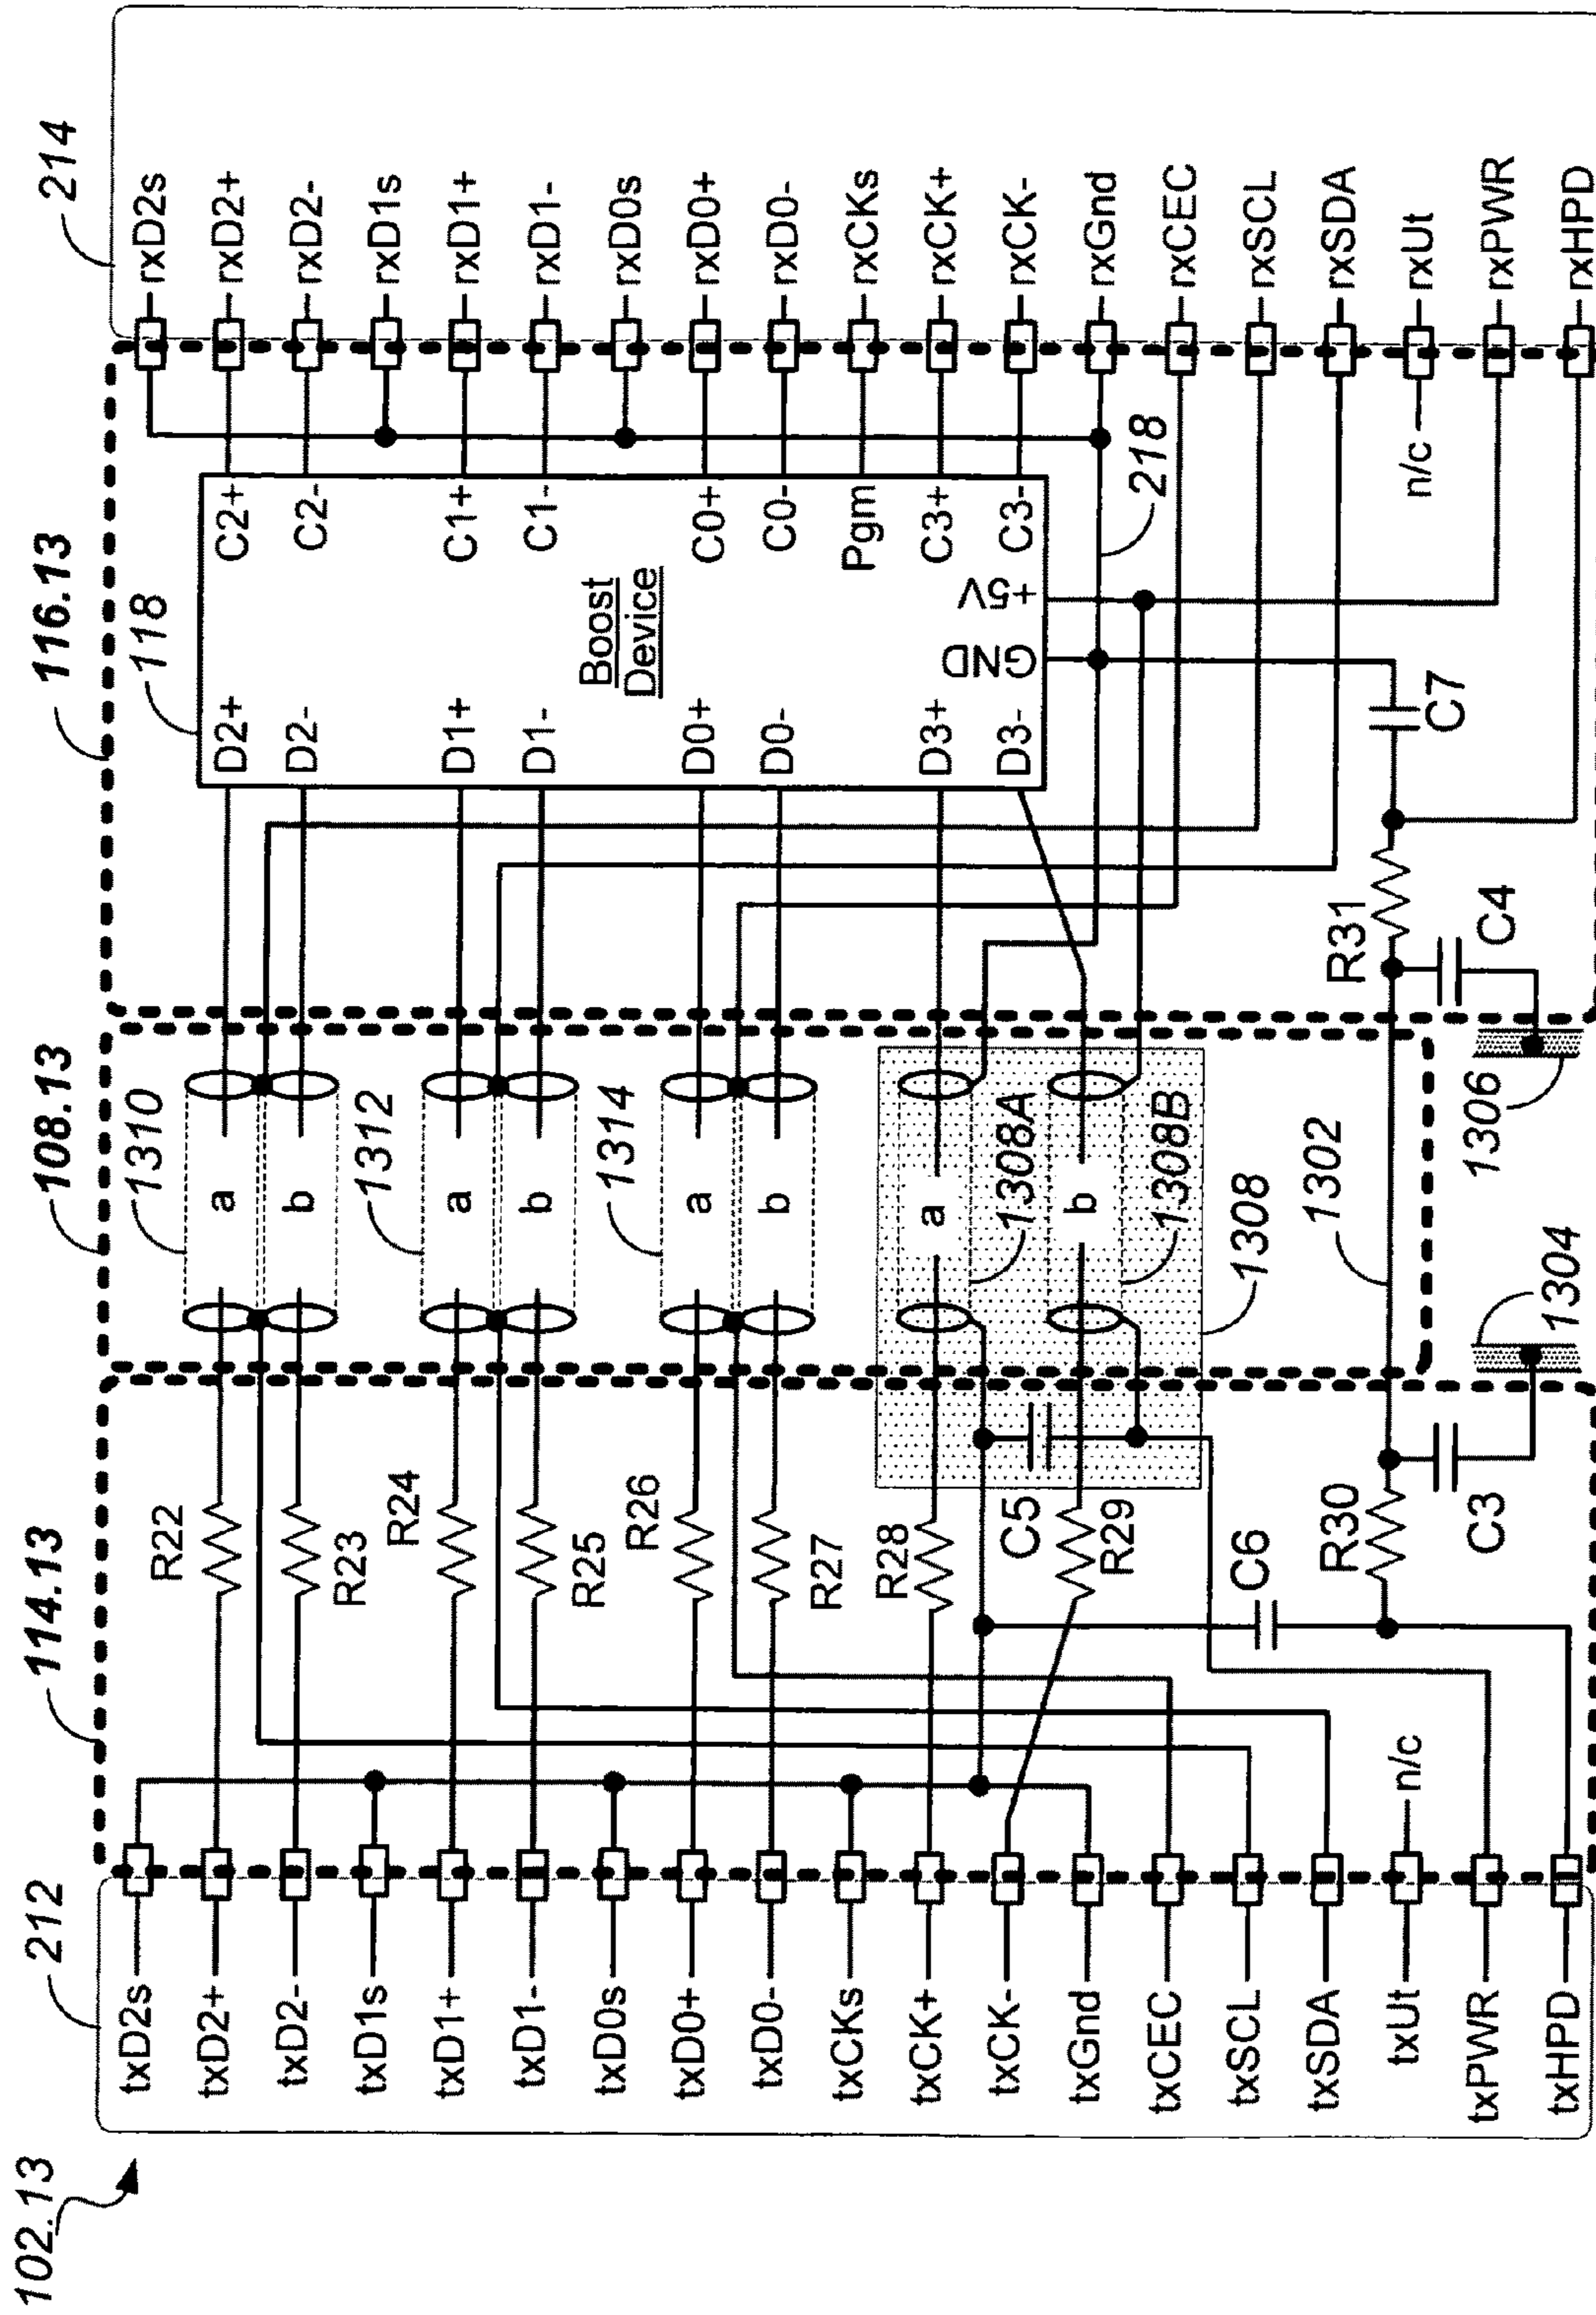 102.13
212
114.13
108.13
116.13
214
txD2s
txD2+
txD2-
txD1s
txD1+
txD1-
txD0s
txD0+
txD0-
txCKs
txCK+
txCK-
txGnd
txCEC
txSCL
txSDA
txUt
txPWR
txHPD
n/c
R22
R23
R24
R25
R26
R27
R28
R29
C5
C6
R30
C3
1304
1310
a
b
1312
a
b
1314
a
b
a
b
1308A
1308B
1308
1302
1306
118
D2+
D2-
D1+
D1-
D0+
D0-
D3+
D3-
Boost
Device
GND
+5V
C2+
C2-
C1+
C1-
C0+
C0-
Pgm
C3+
C3-
218
R31
C4
C7
n/c
rxD2s
rxD2+
rxD2-
rxD1s
rxD1+
rxD1-
rxD0s
rxD0+
rxD0-
rxCKs
rxCK+
rxCK-
rxGnd
rxCEC
rxSCL
rxSDA
rxUt
rxPWR
rxHPD